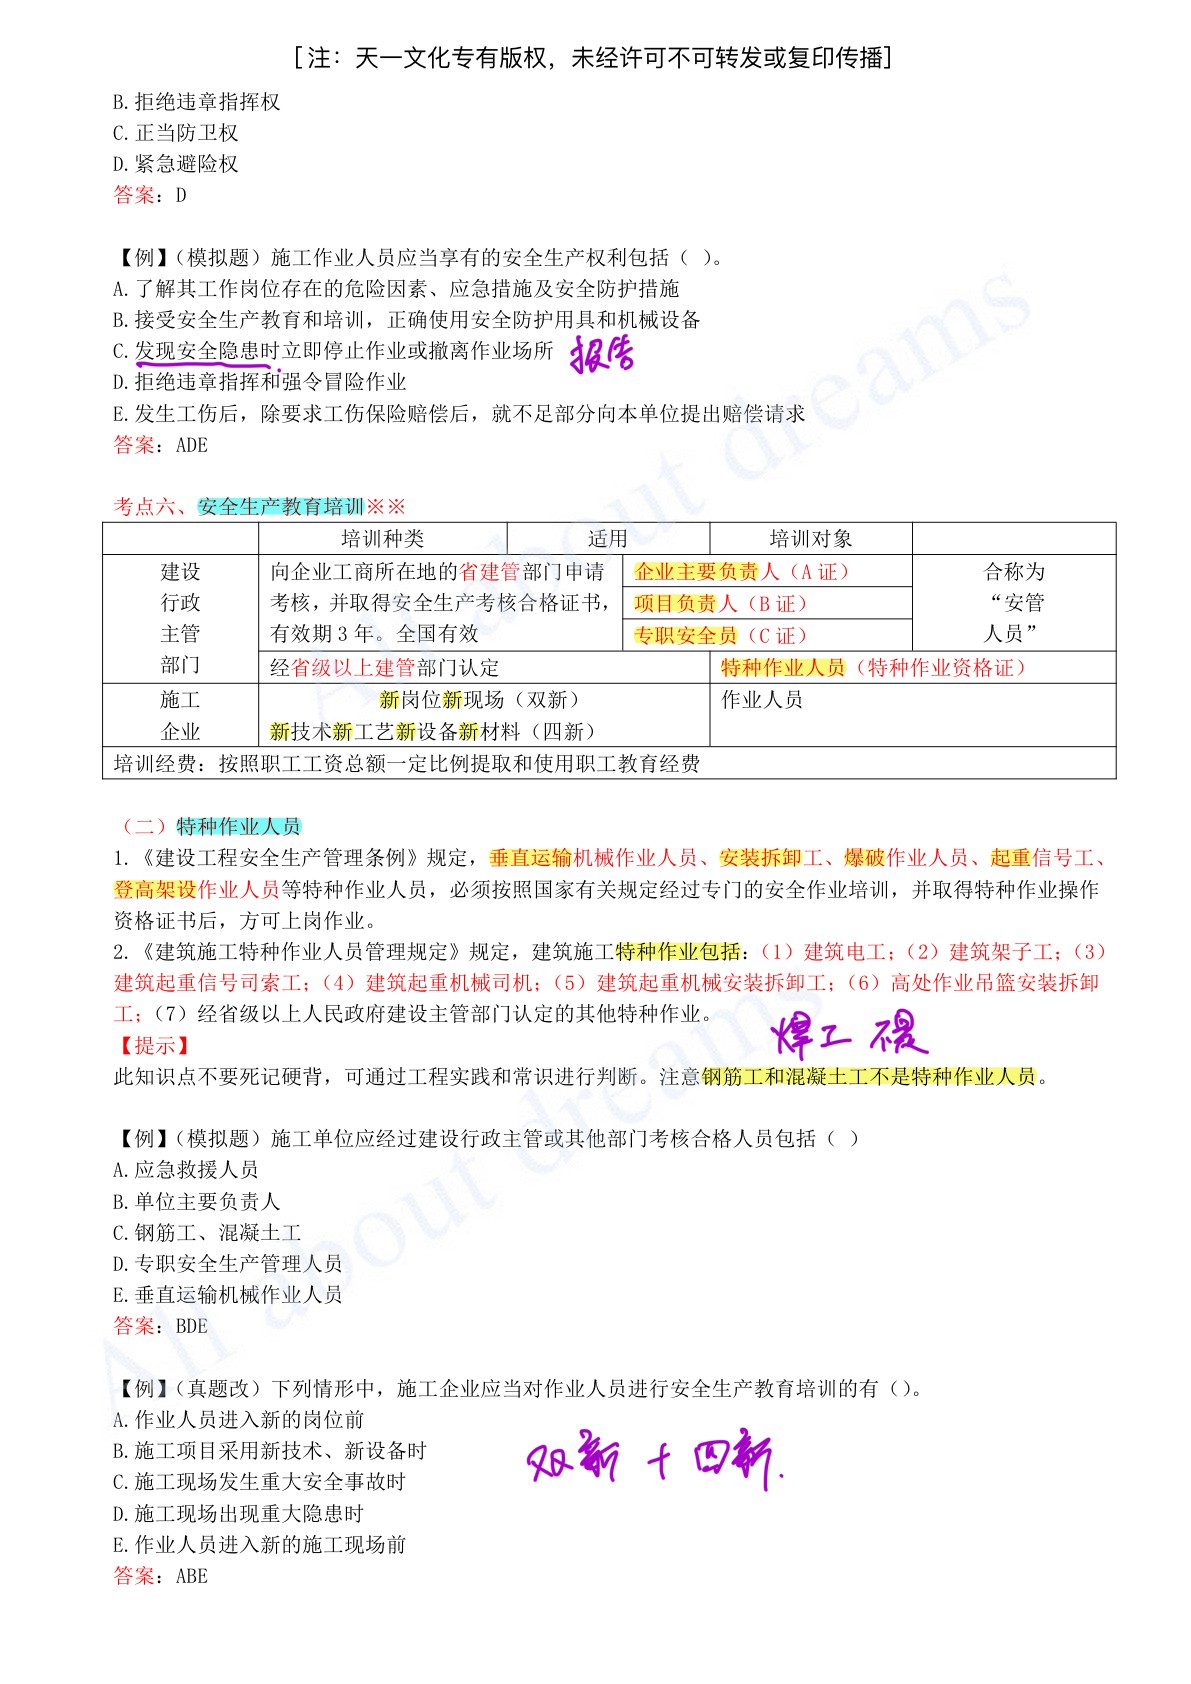 [注：天一文化专有版权，未经许可不可转发或复印传播]
B.拒绝违章指挥权
C.正当防卫权
D.紧急避险权
答案：D
【例】（模拟题）施工作业人员应当享有的安全生产权利包括（ ）。
A.了解其工作岗位存在的危险因素、应急措施及安全防护措施
B.接受安全生产教育和培训，正确使用安全防护用具和机械设备
C.发现安全隐患时立即停止作业或撤离作业场所 报告
D.拒绝违章指挥和强令冒险作业
E.发生工伤后，除要求工伤保险赔偿后，就不足部分向本单位提出赔偿请求
答案：ADE
考点六、安全生产教育培训※※
培训种类 适用 培训对象
建设 向企业工商所在地的省建管部门申请 企业主要负责人（A 证） 合称为
行政 考核，并取得安全生产考核合格证书， 项目负责人（B 证） “安管
主管 有效期 3 年。全国有效 专职安全员（C 证） 人员”
部门 经省级以上建管部门认定 特种作业人员（特种作业资格证）
施工 新岗位新现场（双新） 作业人员
企业 新技术新工艺新设备新材料（四新）
培训经费：按照职工工资总额一定比例提取和使用职工教育经费
（二）特种作业人员
1.《建设工程安全生产管理条例》规定，垂直运输机械作业人员、安装拆卸工、爆破作业人员、起重信号工、
登高架设作业人员等特种作业人员，必须按照国家有关规定经过专门的安全作业培训，并取得特种作业操作
资格证书后，方可上岗作业。
2.《建筑施工特种作业人员管理规定》规定，建筑施工特种作业包括：（1）建筑电工；（2）建筑架子工；（3）
建筑起重信号司索工；（4）建筑起重机械司机；（5）建筑起重机械安装拆卸工；（6）高处作业吊篮安装拆卸
工；（7）经省级以上人民政府建设主管部门认定的其他特种作业。
焊工
【提示】
此知识点不要死记硬背，可通过工程实践和常识进行判断。注意钢筋工和混凝土工不是特种作业人员。
【例】（模拟题）施工单位应经过建设行政主管或其他部门考核合格人员包括（ ）
A.应急救援人员
B.单位主要负责人
C.钢筋工、混凝土工
D.专职安全生产管理人员
E.垂直运输机械作业人员
答案：BDE
【例】（真题改）下列情形中，施工企业应当对作业人员进行安全生产教育培训的有（）。
A.作业人员进入新的岗位前
B.施工项目采用新技术、新设备时
双新 + 四新.
C.施工现场发生重大安全事故时
D.施工现场出现重大隐患时
E.作业人员进入新的施工现场前
答案：ABE
All about dreams
All about dreams